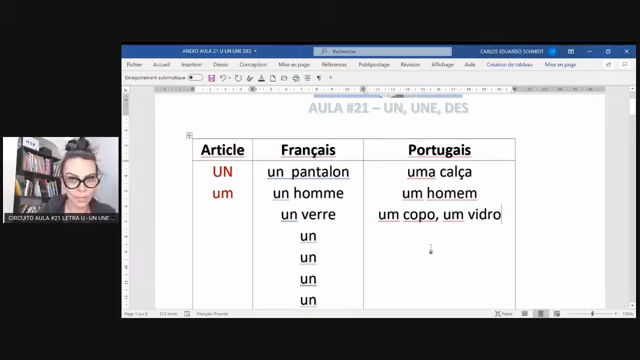 ANEXO AULA 21 U UN UNE DES
Rechercher
CARLOS EDUARDO SCHMIDT
Fichier Accueil Insertion Dessin Conception Mise en page Références Publipostage Révision Affichage Aide Création de tableau Mise en page
Enregistrement automatique
AULA #21 – UN, UNE, DES
Article Français Portugais
UN un pantalon uma calça
um un homme um homem
un verre um copo, um vidro
un
un
un
un
CIRCUITO AULA #21 LETRA U - UN UNE
Français (France)
Focus